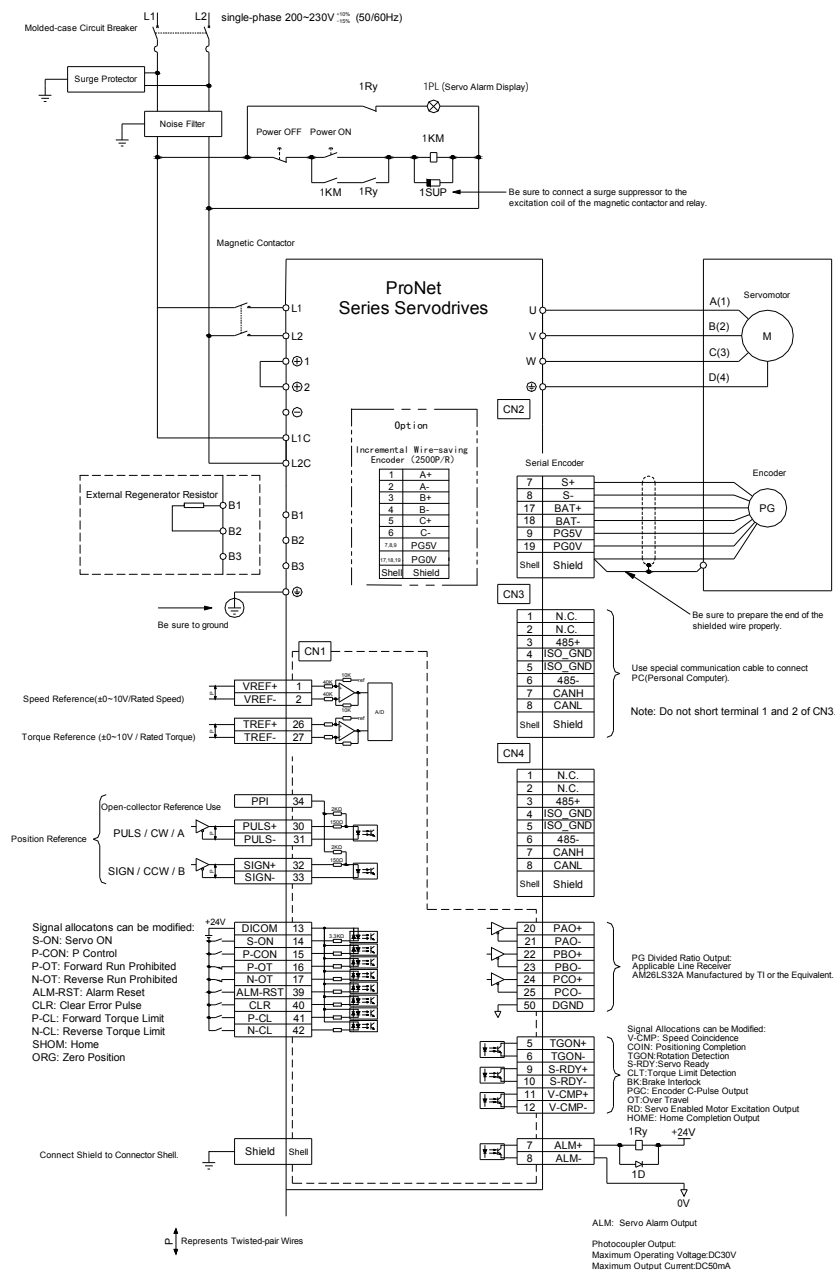 L1 L2 single-phase 200~230V +10% -15% (50/60Hz)
Molded-case Circuit Breaker
Surge Protector
1Ry 1PL (Servo Alarm Display)
Noise Filter
Power OFF Power ON 1KM
1KM 1Ry 1SUP
Be sure to connect a surge suppressor to the
excitation coil of the magnetic contactor and relay.
Magnetic Contactor
ProNet
Series Servodrives
L1
L2
1
2
L1C
L2C
B1
B2
B3
External Regenerator Resistor
B1
B2
B3
Be sure to ground
U
V
W
A(1)
B(2)
C(3)
D(4)
Servomotor
M
CN2
Option
Incremental Wire-saving
Encoder (2500P/R)
1 A+
2 A-
3 B+
4 B-
5 C+
6 C-
7,8,9 PG5V
17,18,19 PG0V
Shell Shield
Serial Encoder
7 S+
8 S-
17 BAT+
18 BAT-
9 PG5V
19 PG0V
Shell Shield
Encoder
PG
Be sure to prepare the end of the
shielded wire properly.
CN3
1 N.C.
2 N.C.
3 485+
4 ISO_GND
5 ISO_GND
6 485-
7 CANH
8 CANL
Shell Shield
Use special communication cable to connect
PC(Personal Computer).
Note: Do not short terminal 1 and 2 of CN3.
CN4
1 N.C.
2 N.C.
3 485+
4 ISO_GND
5 ISO_GND
6 485-
7 CANH
8 CANL
Shell Shield
CN1
Speed Reference(±0~10V/Rated Speed)
P
VREF+ 1
VREF- 2
40K
40K
10K
10K
ref
A/D
Torque Reference (±0~10V / Rated Torque)
P
TREF+ 26
TREF- 27
10K
ref
10K
Position Reference
Open-collector Reference Use
PPI 34
2KΩ
PULS / CW / A
P
PULS+ 30
PULS- 31
150Ω
2KΩ
SIGN / CCW / B
P
SIGN+ 32
SIGN- 33
150Ω
+24V
Signal allocatons can be modified:
S-ON: Servo ON
P-CON: P Control
P-OT: Forward Run Prohibited
N-OT: Reverse Run Prohibited
ALM-RST: Alarm Reset
CLR: Clear Error Pulse
P-CL: Forward Torque Limit
N-CL: Reverse Torque Limit
SHOM: Home
ORG: Zero Position
DICOM 13
S-ON 14
P-CON 15
P-OT 16
N-OT 17
ALM-RST 39
CLR 40
P-CL 41
N-CL 42
3.3KΩ
20 PAO+
21 PAO-
22 PBO+
23 PBO-
24 PCO+
25 PCO-
50 DGND
PG Divided Ratio Output:
Applicable Line Receiver
AM26LS32A Manufactured by TI or the Equivalent.
5 TGON+
6 TGON-
9 S-RDY+
10 S-RDY-
11 V-CMP+
12 V-CMP-
Signal Allocations can be Modified:
V-CMP: Speed Coincidence
COIN: Positioning Completion
TGON:Rotation Detection
S-RDY:Servo Ready
CLT:Torque Limit Detection
BK:Brake Interlock
PGC: Encoder C-Pulse Output
OT:Over Travel
RD: Servo Enabled Motor Excitation Output
HOME: Home Completion Output
7 ALM+
8 ALM-
1Ry +24V
1D
0V
Connect Shield to Connector Shell.
Shield Shell
ALM: Servo Alarm Output
P Represents Twisted-pair Wires
Photocoupler Output:
Maximum Operating Voltage:DC30V
Maximum Output Current:DC50mA